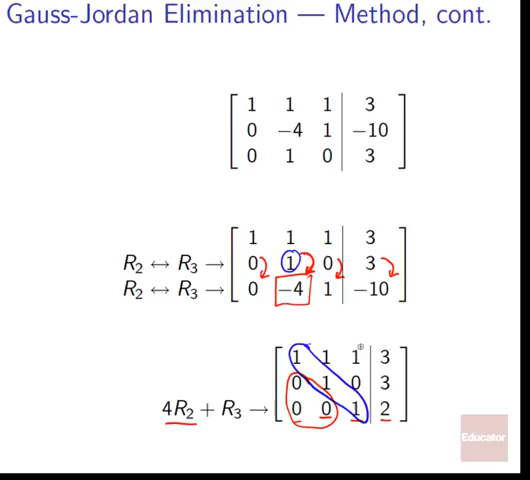 Gauss-Jordan Elimination — Method, cont.
1 1 1 3
0 −4 1 −10
0 1 0 3
1 1 1 3
R2 ↔ R3 → 0 1 0 3
R2 ↔ R3 → 0 −4 1 −10
1 1 1 3
0 1 0 3
4R2 + R3 → 0 0 1 2
Educator